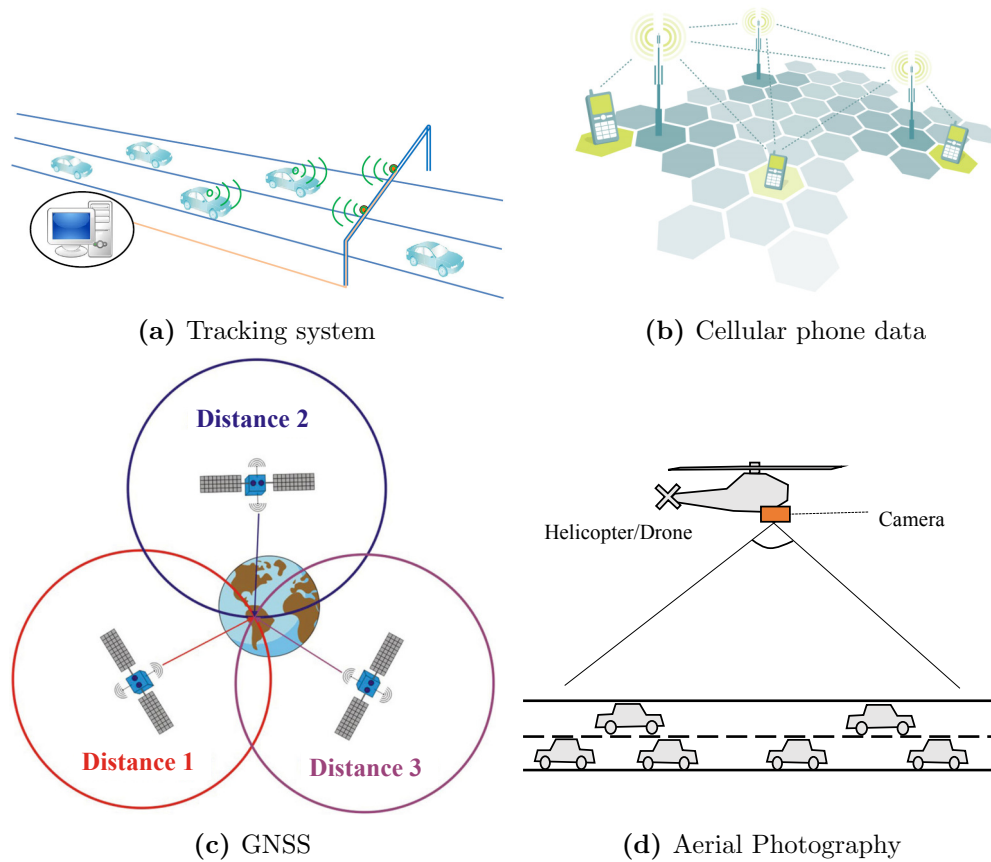 (a) Tracking system
(b) Cellular phone data
Distance 2
Distance 1
Distance 3
(c) GNSS
Helicopter/Drone
Camera
(d) Aerial Photography